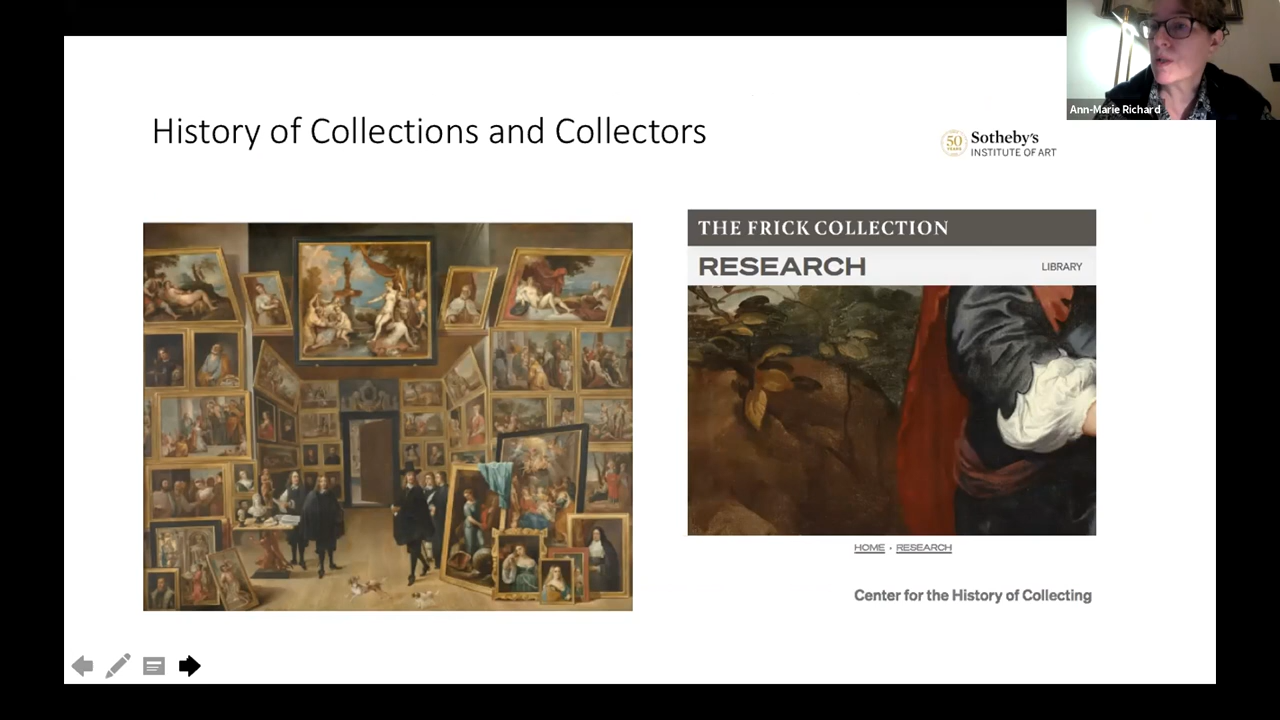 Ann-Marie Richard
History of Collections and Collectors
50
YEARS
Sotheby's
INSTITUTE OF ART
THE FRICK COLLECTION
RESEARCH
LIBRARY
HOME • RESEARCH
Center for the History of Collecting